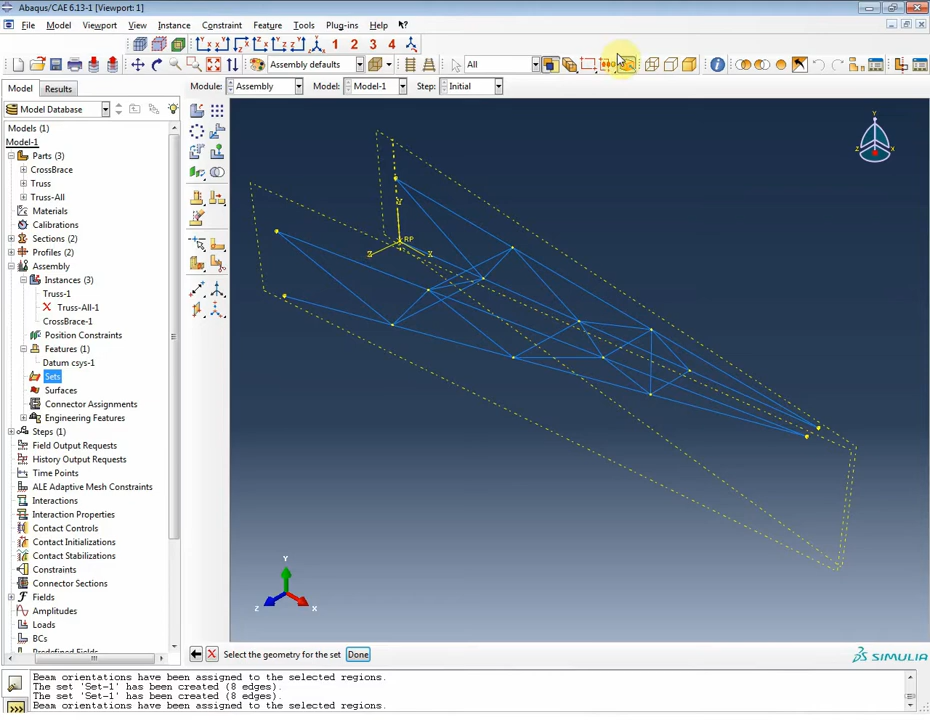 Abaqus/CAE 6.13-1 [Viewport: 1]
File Model Viewport View Instance Constraint Feature Tools Plug-ins Help
1 2 3 4
Assembly defaults All
Model Results Module: Assembly Model: Model-1 Step: Initial
Model Database
Models (1)
Model-1
Parts (3)
CrossBrace
Truss
Truss-All
Materials
Calibrations
Sections (2)
Profiles (2)
Assembly
Instances (3)
Truss-1
Truss-All-1
CrossBrace-1
Position Constraints
Features (1)
Datum csys-1
Sets
Surfaces
Connector Assignments
Engineering Features
Steps (1)
Field Output Requests
History Output Requests
Time Points
ALE Adaptive Mesh Constraints
Interactions
Interaction Properties
Contact Controls
Contact Initializations
Contact Stabilizations
Constraints
Connector Sections
Fields
Amplitudes
Loads
BCs
Predefined Fields
Y
Z X
Y
RP
Z X
Y
Z X
Select the geometry for the set Done
SIMULIA
Beam orientations have been assigned to the selected regions.
The set 'Set-1' has been created (8 edges).
The set 'Set-1' has been created (8 edges).
Beam orientations have been assigned to the selected regions.